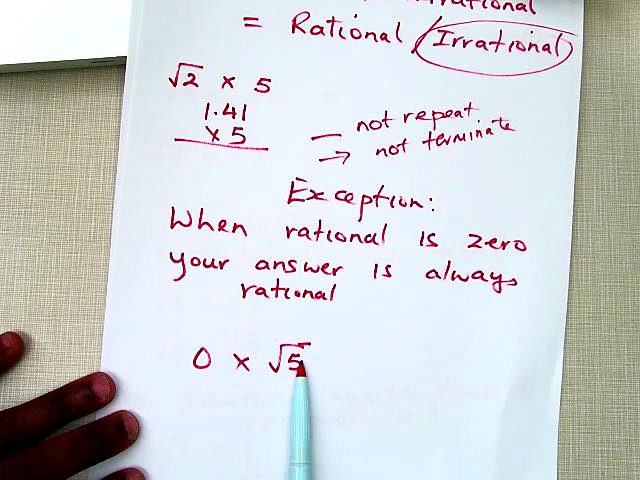 = Rational / Irrational
√2 × 5
1.41
× 5
— not repeat
→ not terminate
Exception:
When rational is zero
your answer is always
rational
0 × √5